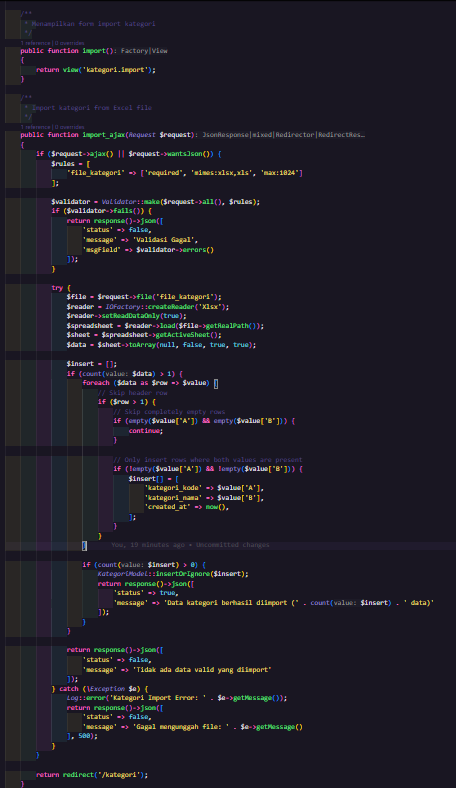 /**
* Menampilkan form import kategori
*/
1 reference | 0 overrides
public function import(): Factory|View
{
return view('kategori.import');
}
/**
* Import kategori from Excel file
*/
1 reference | 0 overrides
public function import_ajax(Request $request): JsonResponse|mixed|Redirector|RedirectRes…
{
if ($request->ajax() || $request->wantsJson()) {
$rules = [
'file_kategori' => ['required', 'mimes:xlsx,xls', 'max:1024']
];
$validator = Validator::make($request->all(), $rules);
if ($validator->fails()) {
return response()->json([
'status' => false,
'message' => 'Validasi Gagal',
'msgField' => $validator->errors()
]);
}
try {
$file = $request->file('file_kategori');
$reader = IOFactory::createReader('Xlsx');
$reader->setReadDataOnly(true);
$spreadsheet = $reader->load($file->getRealPath());
$sheet = $spreadsheet->getActiveSheet();
$data = $sheet->toArray(null, false, true, true);
$insert = [];
if (count(value: $data) > 1) {
foreach ($data as $row => $value) {
// Skip header row
if ($row > 1) {
// Skip completely empty rows
if (empty($value['A']) && empty($value['B'])) {
continue;
}
// Only insert rows where both values are present
if (!empty($value['A']) && !empty($value['B'])) {
$insert[] = [
'kategori_kode' => $value['A'],
'kategori_nama' => $value['B'],
'created_at' => now(),
];
}
}
} You, 19 minutes ago • Uncommitted changes
if (count(value: $insert) > 0) {
KategoriModel::insertOrIgnore($insert);
return response()->json([
'status' => true,
'message' => 'Data kategori berhasil diimport (' . count(value: $insert) . ' data)'
]);
}
}
return response()->json([
'status' => false,
'message' => 'Tidak ada data valid yang diimport'
]);
} catch (\Exception $e) {
Log::error('Kategori Import Error: ' . $e->getMessage());
return response()->json([
'status' => false,
'message' => 'Gagal mengunggah file: ' . $e->getMessage()
], 500);
}
}
return redirect('/kategori');
}